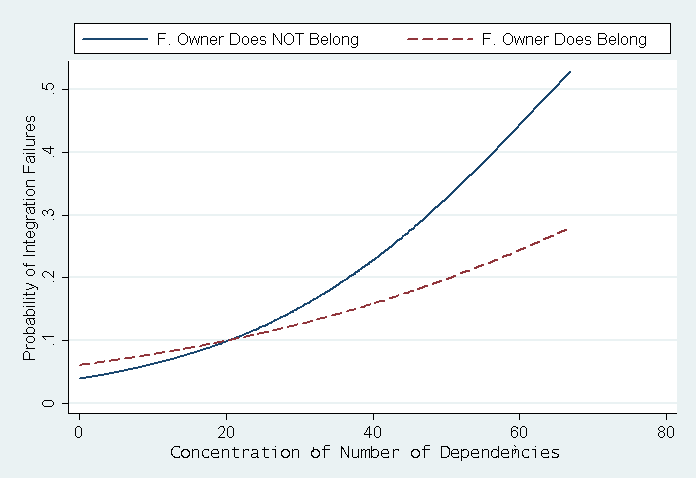 F. Owner Does NOT Belong F. Owner Does Belong
Probability of Integration Failures
.5
.4
.3
.2
.1
0
0 20 40 60 80
Concentration of Number of Dependencies